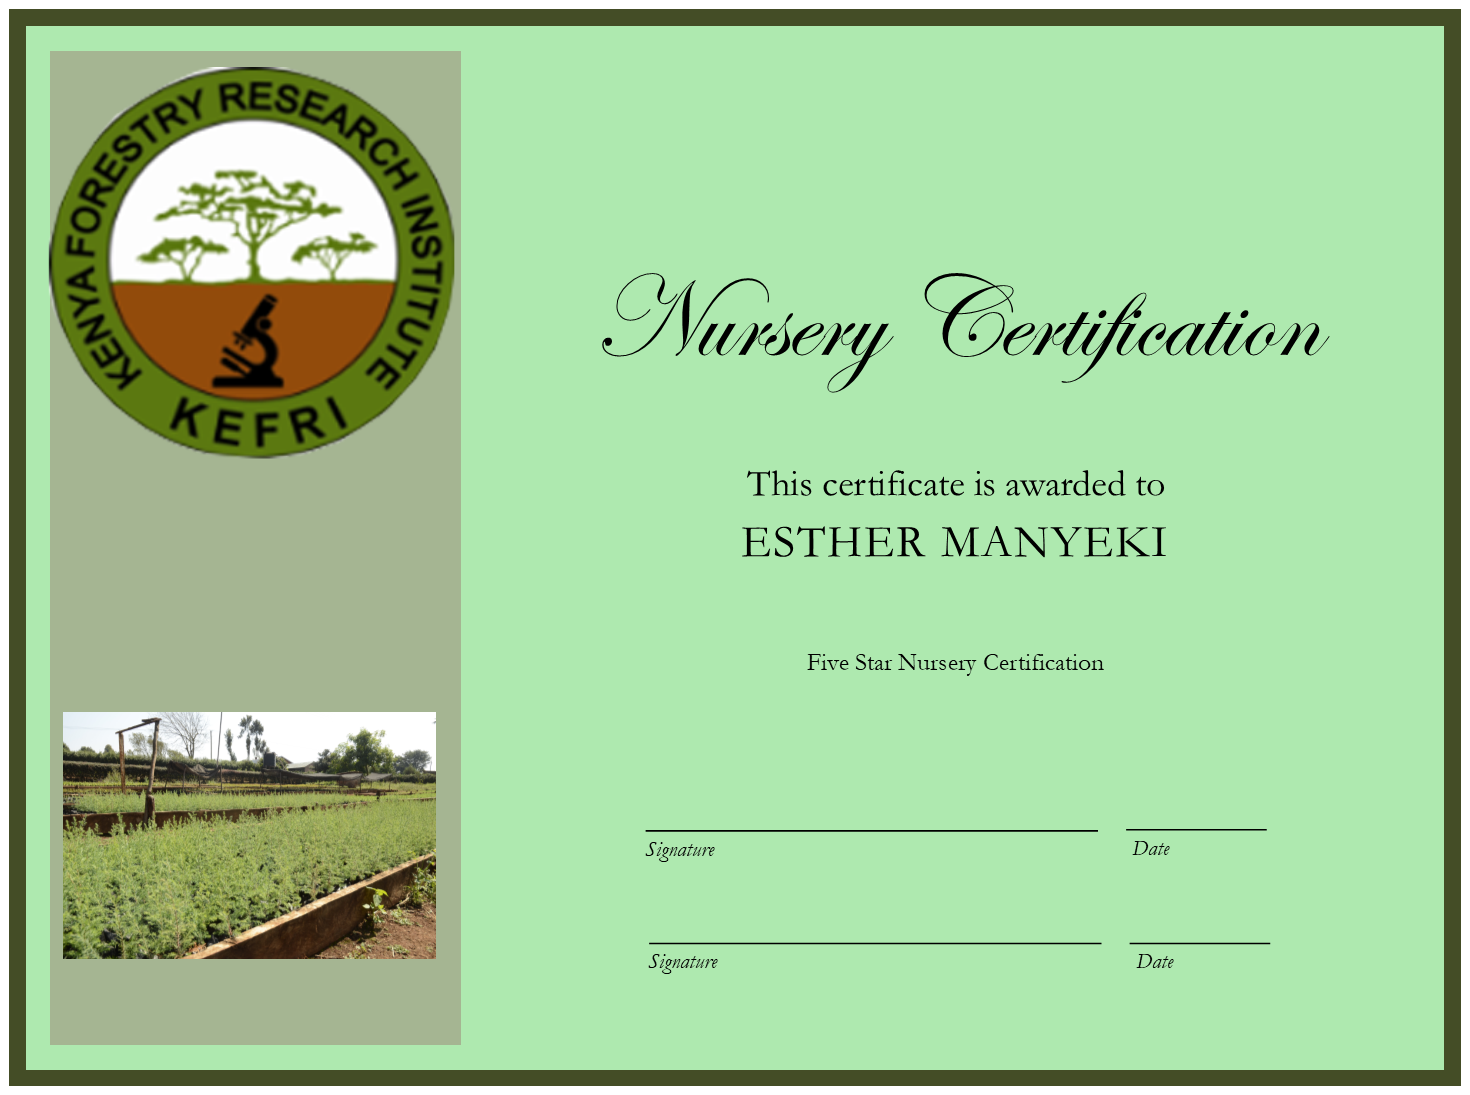 KENYA FORESTRY RESEARCH INSTITUTE
KEFRI
Nursery Certification
This certificate is awarded to
ESTHER MANYEKI
Five Star Nursery Certification
Signature Date
Signature Date